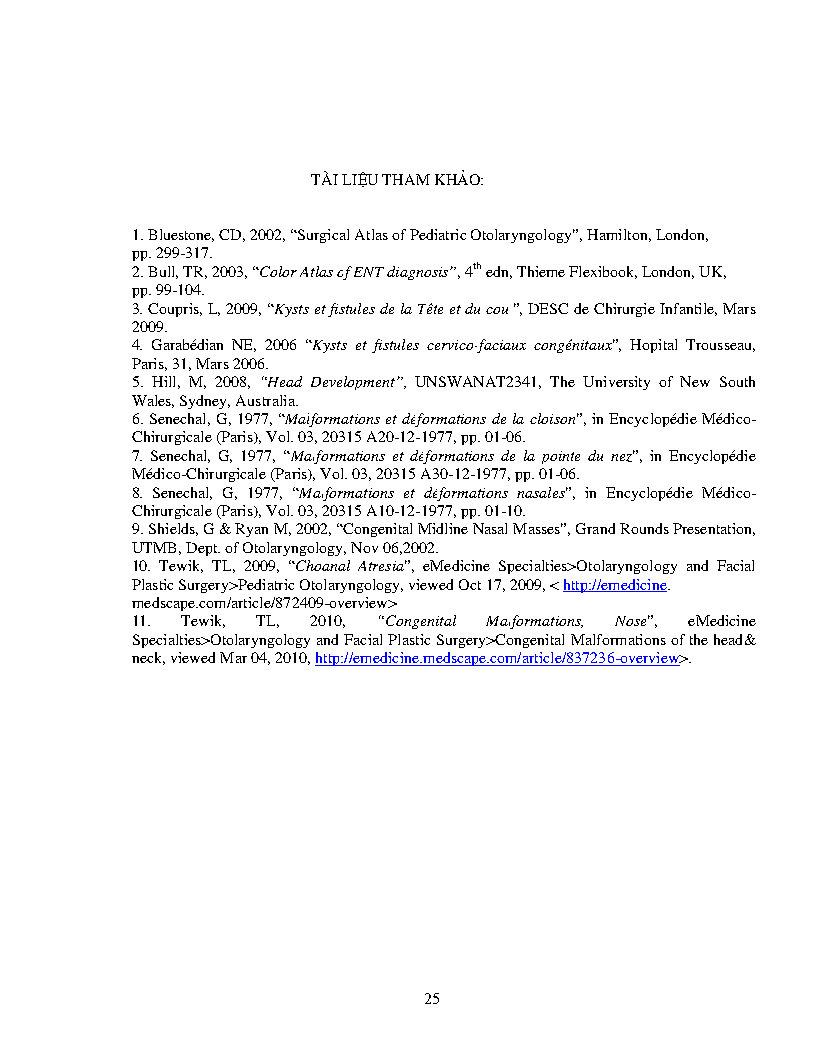 TÀI LIỆU THAM KHẢO:
1. Bluestone, CD, 2002, “Surgical Atlas of Pediatric Otolaryngology”, Hamilton, London,
pp. 299-317.
2. Bull, TR, 2003, “Color Atlas of ENT diagnosis”, 4th edn, Thieme Flexibook, London, UK,
pp. 99-104.
3. Coupris, L, 2009, “Kysts et fistules de la Tête et du cou ”, DESC de Chirurgie Infantile, Mars
2009.
4. Garabédian NE, 2006 “Kysts et fistules cervico-faciaux congénitaux”, Hopital Trousseau,
Paris, 31, Mars 2006.
5. Hill, M, 2008, “Head Development”, UNSWANAT2341, The University of New South
Wales, Sydney, Australia.
6. Senechal, G, 1977, “Malformations et déformations de la cloison”, in Encyclopédie Médico-
Chirurgicale (Paris), Vol. 03, 20315 A20-12-1977, pp. 01-06.
7. Senechal, G, 1977, “Malformations et déformations de la pointe du nez”, in Encyclopédie
Médico-Chirurgicale (Paris), Vol. 03, 20315 A30-12-1977, pp. 01-06.
8. Senechal, G, 1977, “Malformations et déformations nasales”, in Encyclopédie Médico-
Chirurgicale (Paris), Vol. 03, 20315 A10-12-1977, pp. 01-10.
9. Shields, G & Ryan M, 2002, “Congenital Midline Nasal Masses”, Grand Rounds Presentation,
UTMB, Dept. of Otolaryngology, Nov 06,2002.
10. Tewik, TL, 2009, “Choanal Atresia”, eMedicine Specialties>Otolaryngology and Facial
Plastic Surgery>Pediatric Otolaryngology, viewed Oct 17, 2009, < http://emedicine.
medscape.com/article/872409-overview>
11. Tewik, TL, 2010, “Congenital Malformations, Nose”, eMedicine
Specialties>Otolaryngology and Facial Plastic Surgery>Congenital Malformations of the head&
neck, viewed Mar 04, 2010, http://emedicine.medscape.com/article/837236-overview>.
25